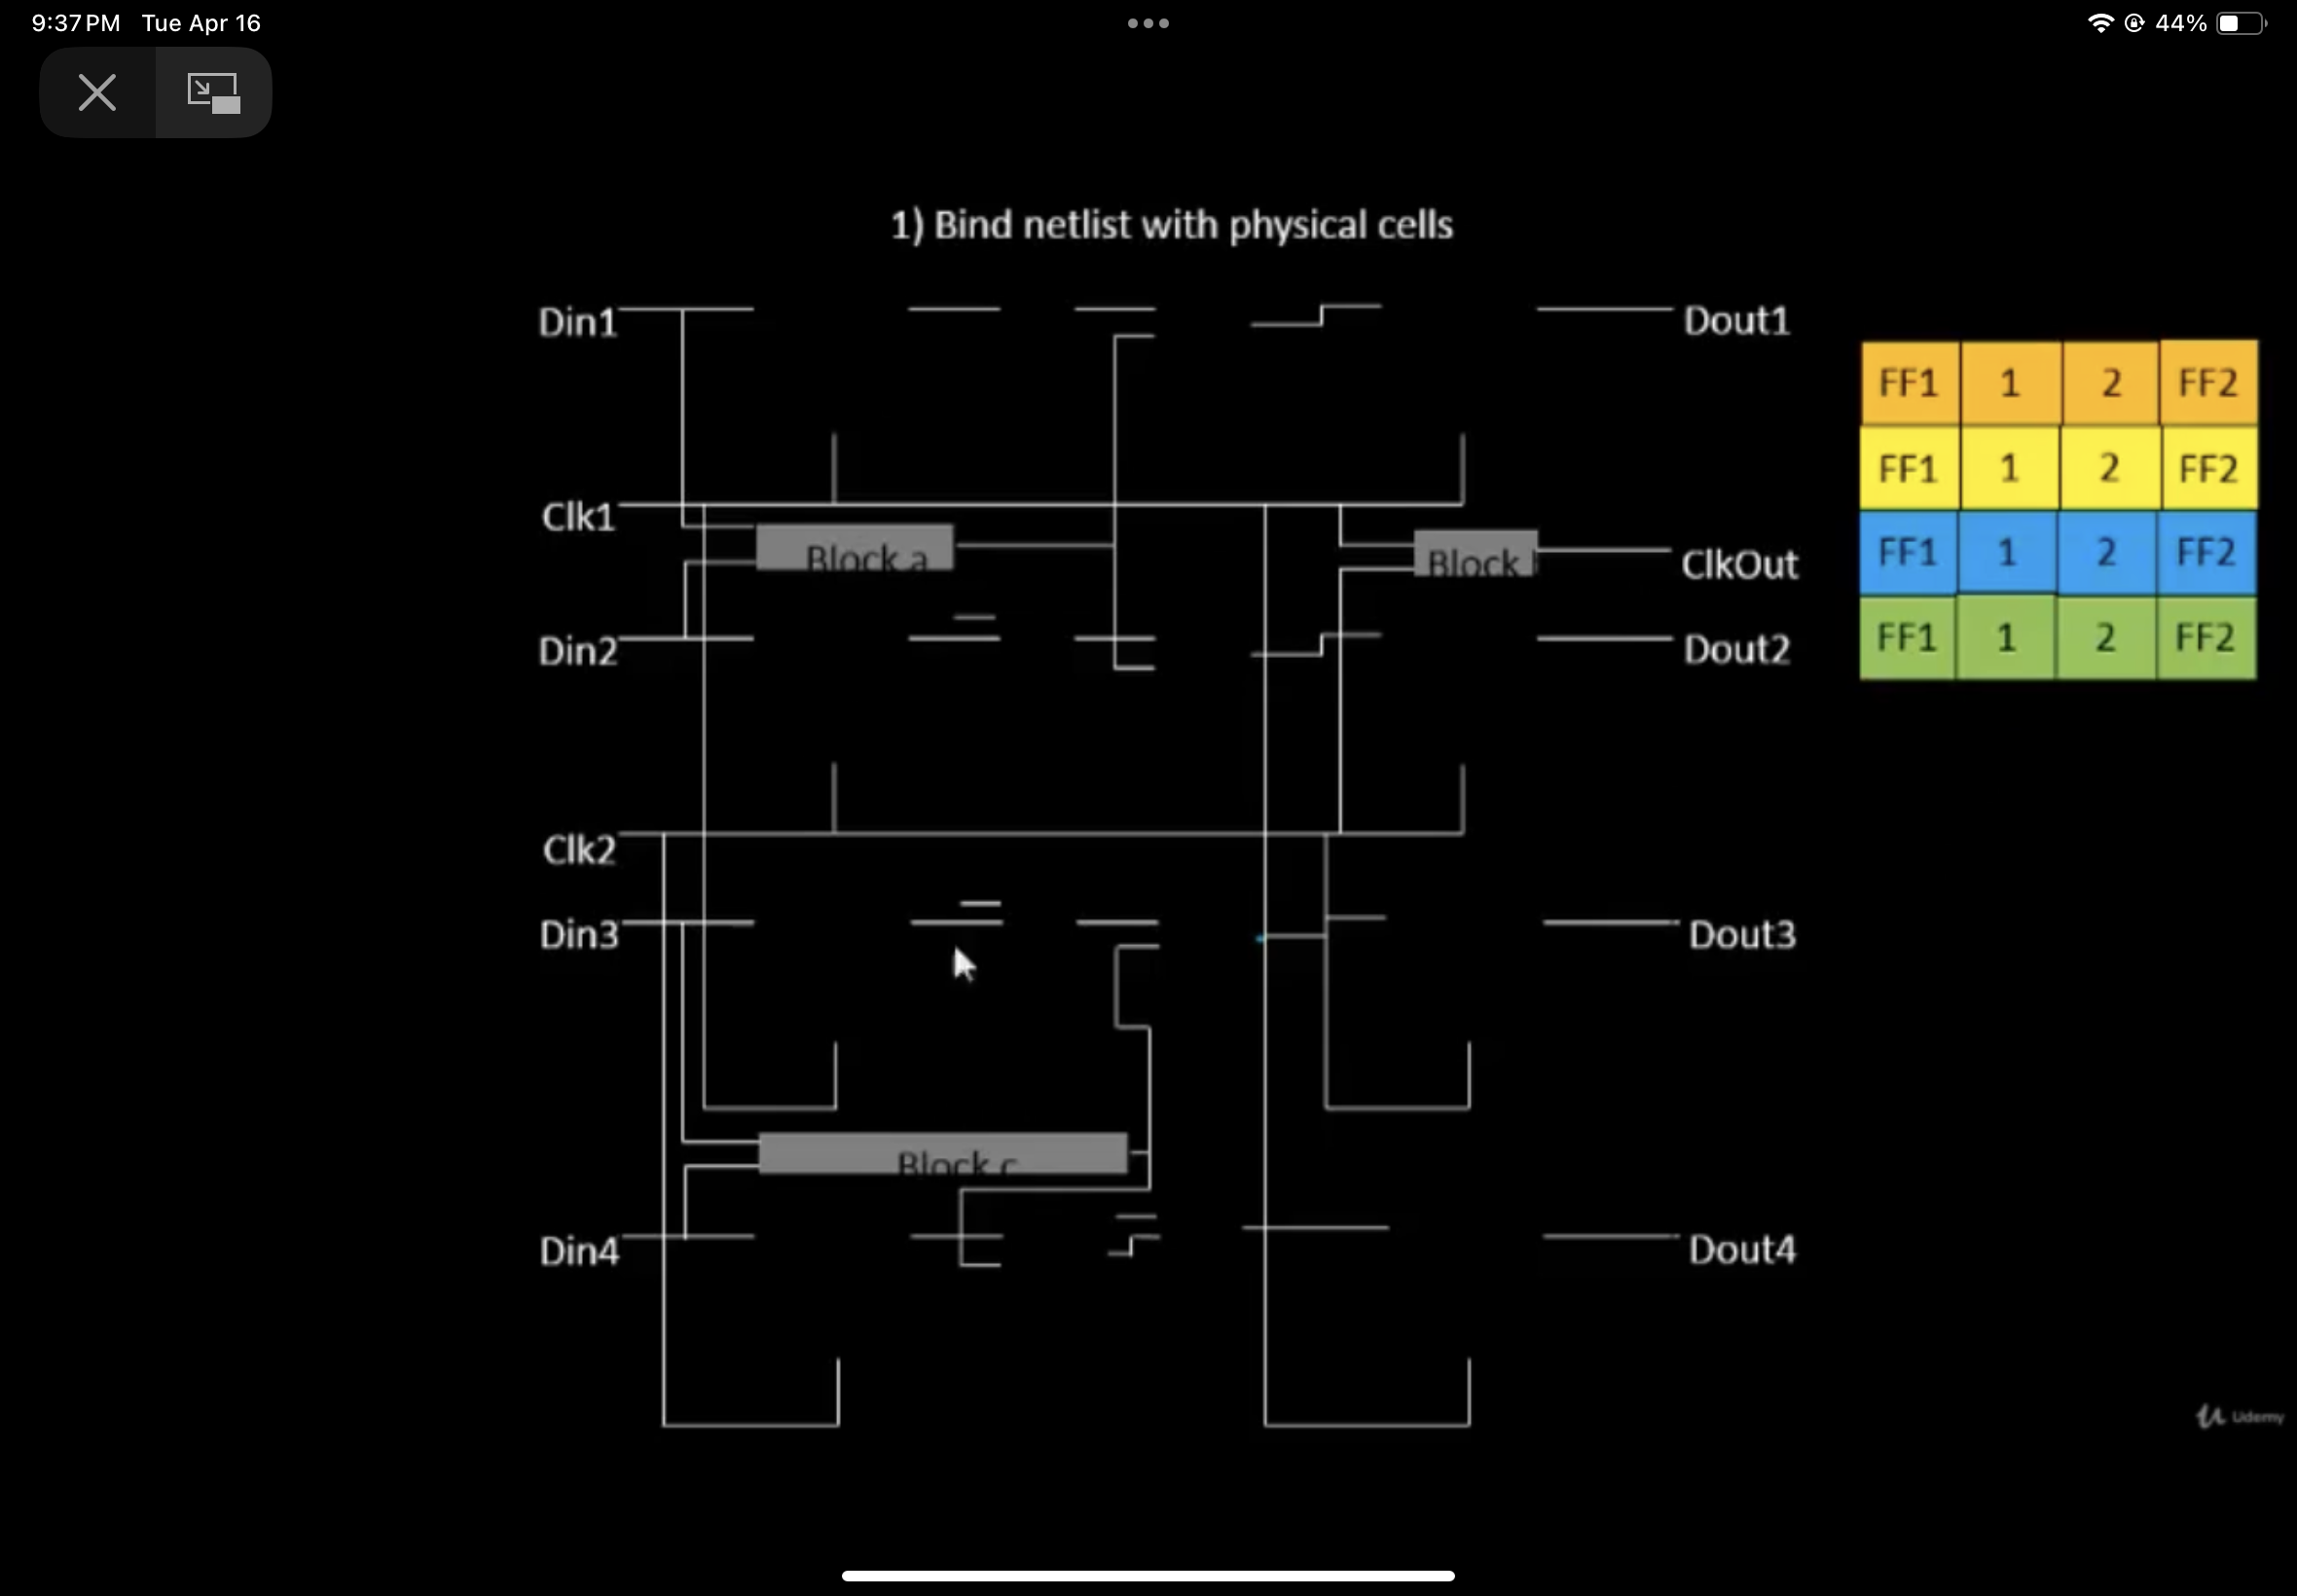 9:37 PM Tue Apr 16 44%
1) Bind netlist with physical cells
Din1 Dout1
FF1 1 2 FF2
FF1 1 2 FF2
Clk1
Block a Block
ClkOut
FF1 1 2 FF2
Din2 Dout2
FF1 1 2 FF2
Clk2
Din3 Dout3
Block c
Din4 Dout4
Udemy